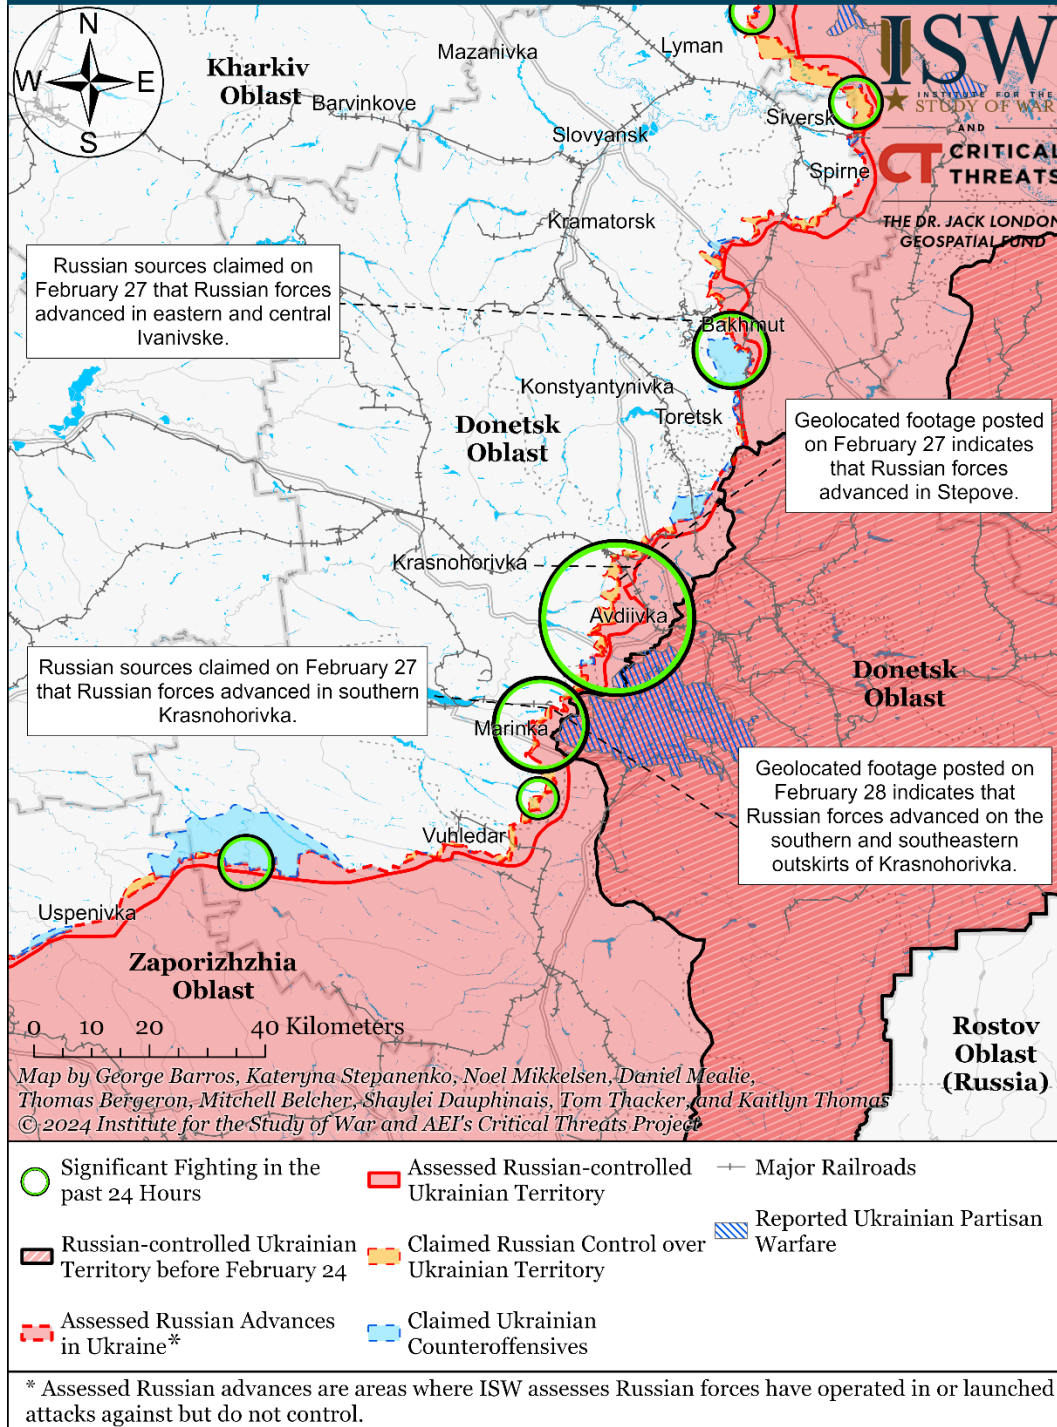 N
W
E
S
Kharkiv
Oblast
Mazanivka
Lyman
Barvinkove
Slovyansk
Siversk
Spirne
Kramatorsk
ISW
INSTITUTE FOR THE
STUDY OF WAR
AND
CT CRITICAL
THREATS
THE DR. JACK LONDON
GEOSPATIAL FUND
Russian sources claimed on
February 27 that Russian forces
advanced in eastern and central
Ivanivske.
Bakhmut
Konstyantynivka
Toretsk
Donetsk
Oblast
Geolocated footage posted
on February 27 indicates
that Russian forces
advanced in Stepove.
Krasnohorivka
Avdiivka
Russian sources claimed on February 27
that Russian forces advanced in southern
Krasnohorivka.
Donetsk
Oblast
Marinka
Geolocated footage posted on
February 28 indicates that
Russian forces advanced on the
southern and southeastern
outskirts of Krasnohorivka.
Vuhledar
Uspenivka
Zaporizhzhia
Oblast
Rostov
Oblast
(Russia)
0 10 20 40 Kilometers
Map by George Barros, Kateryna Stepanenko, Noel Mikkelsen, Daniel Mealie,
Thomas Bergeron, Mitchell Belcher, Shaylei Dauphinais, Tom Thacker, and Kaitlyn Thomas
© 2024 Institute for the Study of War and AEI's Critical Threats Project
Significant Fighting in the
past 24 Hours
Russian-controlled Ukrainian
Territory before February 24
Assessed Russian Advances
in Ukraine*
Assessed Russian-controlled
Ukrainian Territory
Claimed Russian Control over
Ukrainian Territory
Claimed Ukrainian
Counteroffensives
Major Railroads
Reported Ukrainian Partisan
Warfare
* Assessed Russian advances are areas where ISW assesses Russian forces have operated in or launched
attacks against but do not control.